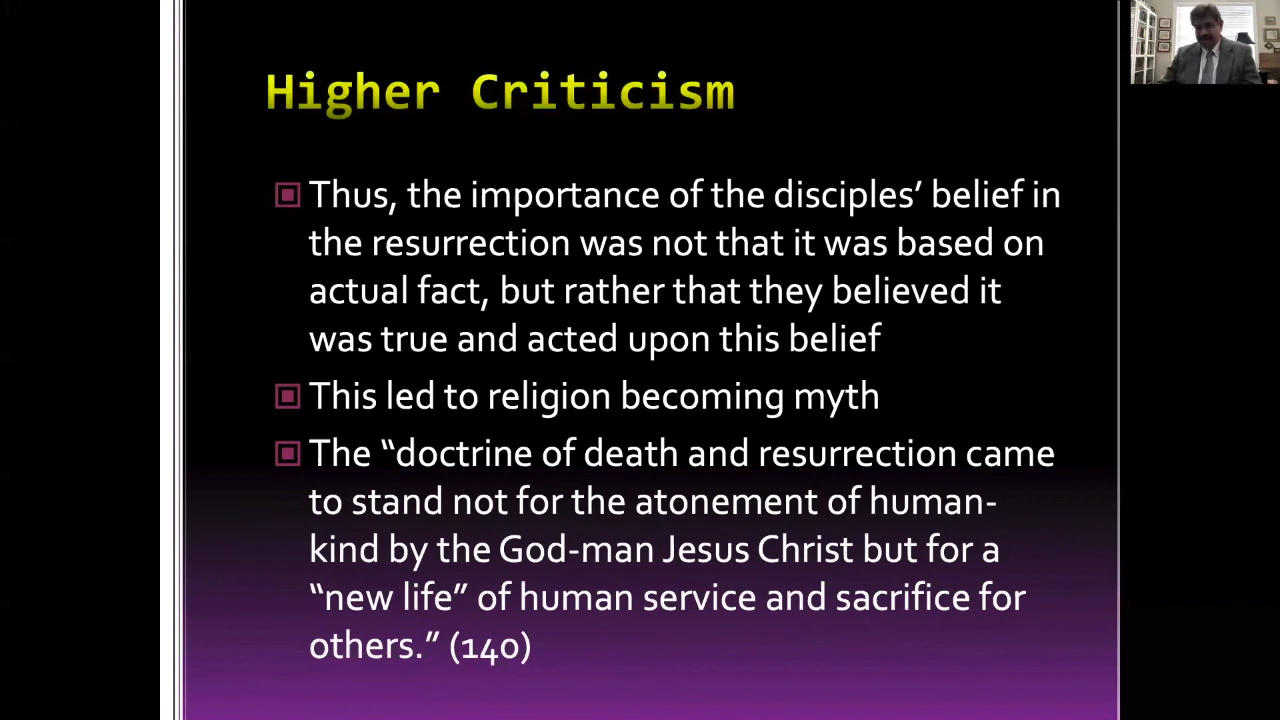 Higher Criticism
Thus, the importance of the disciples’ belief in
the resurrection was not that it was based on
actual fact, but rather that they believed it
was true and acted upon this belief
This led to religion becoming myth
The “doctrine of death and resurrection came
to stand not for the atonement of human-
kind by the God-man Jesus Christ but for a
“new life” of human service and sacrifice for
others.” (140)